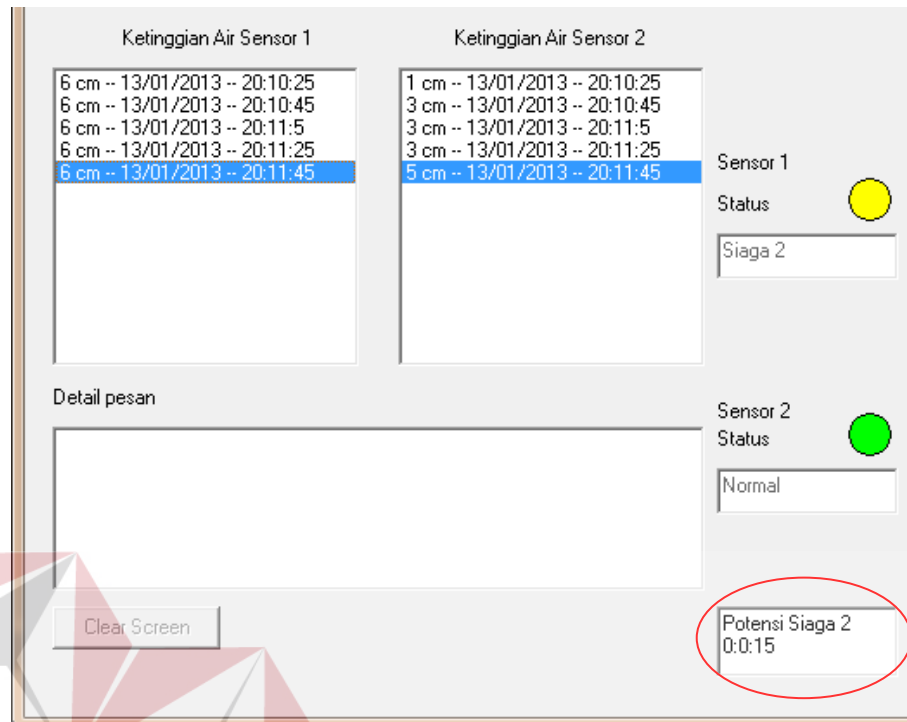 Ketinggian Air Sensor 1
6 cm -- 13/01/2013 -- 20:10:25
6 cm -- 13/01/2013 -- 20:10:45
6 cm -- 13/01/2013 -- 20:11:5
6 cm -- 13/01/2013 -- 20:11:25
6 cm -- 13/01/2013 -- 20:11:45
Ketinggian Air Sensor 2
1 cm -- 13/01/2013 -- 20:10:25
3 cm -- 13/01/2013 -- 20:10:45
3 cm -- 13/01/2013 -- 20:11:5
3 cm -- 13/01/2013 -- 20:11:25
5 cm -- 13/01/2013 -- 20:11:45
Sensor 1
Status
Siaga 2
Detail pesan
Sensor 2
Status
Normal
Clear Screen
Potensi Siaga 2
0:0:15